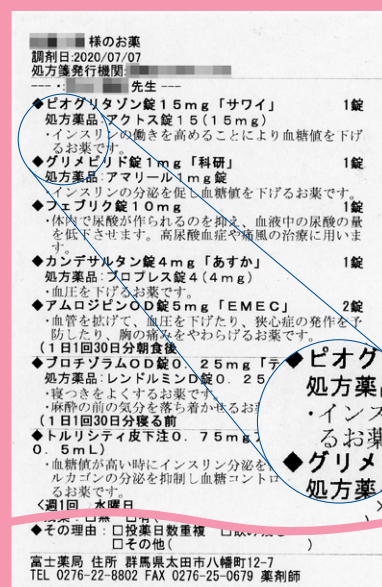 様のお薬
調剤日:2020/07/07
処方箋発行機関:
先生 ---
◆ピオグリタゾン錠15mg「サワイ」 1錠
処方薬品:アクトス錠15(15mg)
・インスリンの働きを高めることにより血糖値を下げ
るお薬です。
◆グリメピリド錠1mg「科研」 1錠
処方薬品:アマリール1mg錠
・インスリンの分泌を促し血糖値を下げるお薬です。
◆フェブリク錠10mg 1錠
・体内で尿酸が作られるのを抑え、血液中の尿酸の量
を低下させます。高尿酸血症や痛風の治療に用いま
す。
◆カンデサルタン錠4mg「あすか」 1錠
処方薬品:ブロプレス錠4(4mg)
・血圧を下げるお薬です。
◆アムロジピンOD錠5mg「EMEC」 2錠
・血管を拡げて、血圧を下げたり、狭心症の発作を予
防したり、胸の痛みをやわらげるお薬です。
(1日1回30日分朝食後
◆ブロチゾラムOD錠0.25mg「テ
処方薬品:レンドルミンD錠0.25
・寝つきをよくするお薬です。
・麻酔の前の気分を落ち着かせるお
(1日1回30日分寝る前
◆トルリシティ皮下注0.75mgア
0.5mL)
・血糖値が高い時にインスリン分泌を
ルカゴンの分泌を抑制し血糖コントロ
るお薬です。
<週1回 水曜日
◆ピオグ
処方薬
・インス
るお薬
◆グリメ
処方薬
◆その理由:□投薬日数重複
□その他( )
富士薬局 住所 群馬県太田市八幡町12-7
TEL 0276-22-8802 FAX 0276-25-0679 薬剤師